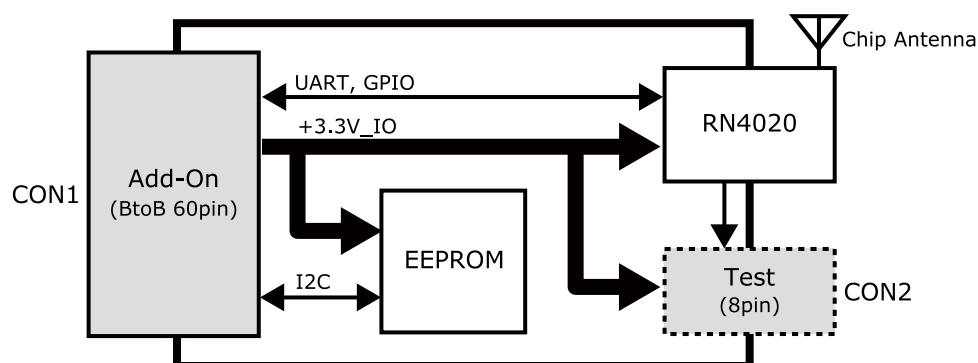 Chip Antenna
UART, GPIO
RN4020
+3.3V_IO
CON1
Add-On
(BtoB 60pin)
EEPROM
I2C
Test
(8pin)
CON2